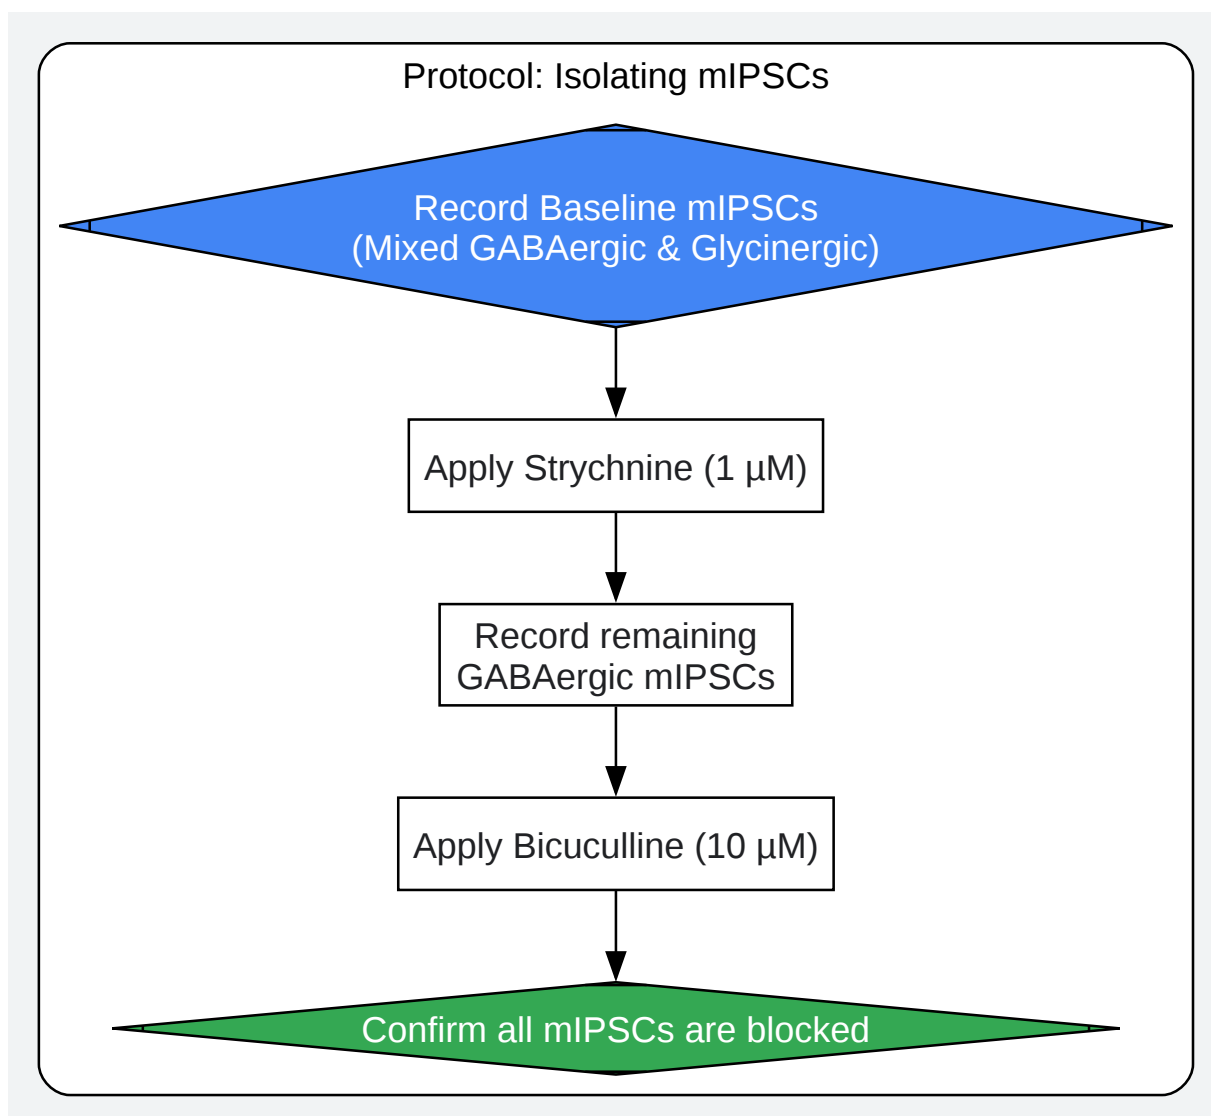 Protocol: Isolating mIPSCs
Record Baseline mIPSCs
(Mixed GABAergic & Glycinergic)
Apply Strychnine (1 µM)
Record remaining
GABAergic mIPSCs
Apply Bicuculline (10 µM)
Confirm all mIPSCs are blocked